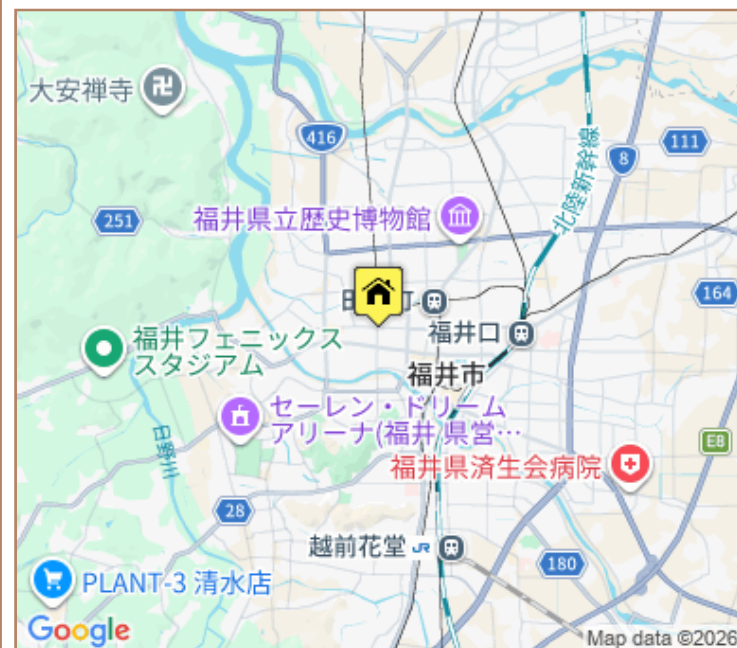 大安禅寺
416
111
8
北陸新幹線
251
福井県立歴史博物館
164
福井口
福井フェニックス
スタジアム
福井市
セーレン・ドリーム
アリーナ(福井 県営…
E8
日野川
福井県済生会病院
28
越前花堂 JR
180
PLANT-3 清水店
Google
Map data ©2026